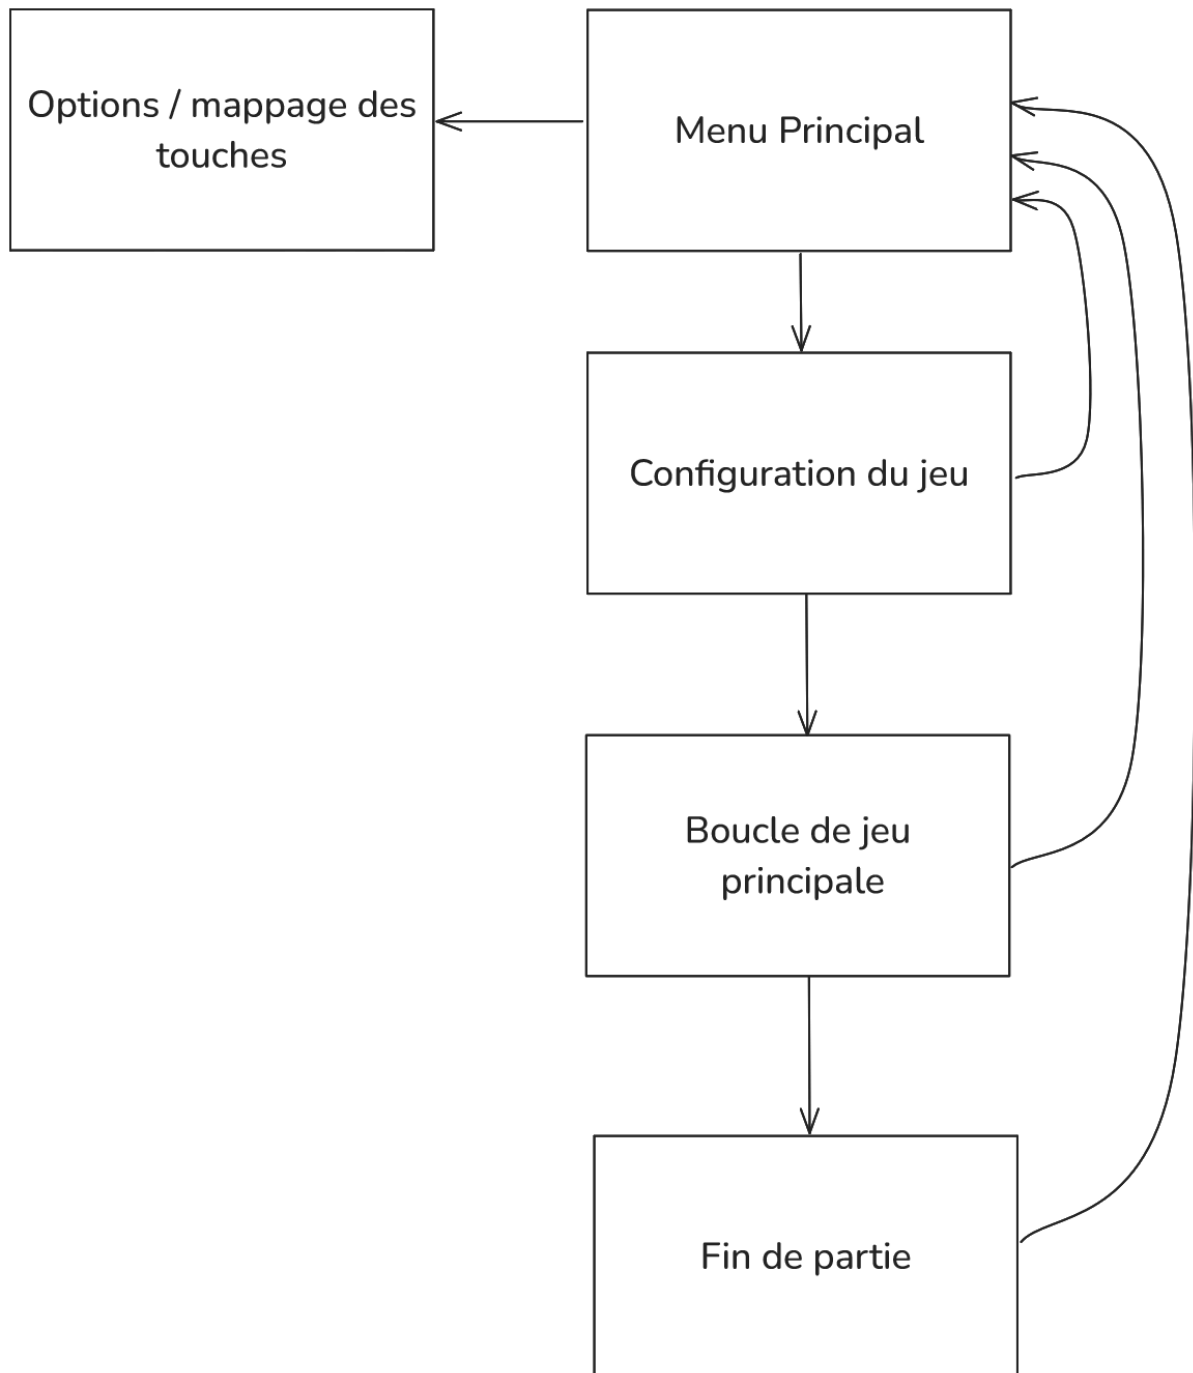 Options / mappage des
touches
Menu Principal
Configuration du jeu
Boucle de jeu
principale
Fin de partie